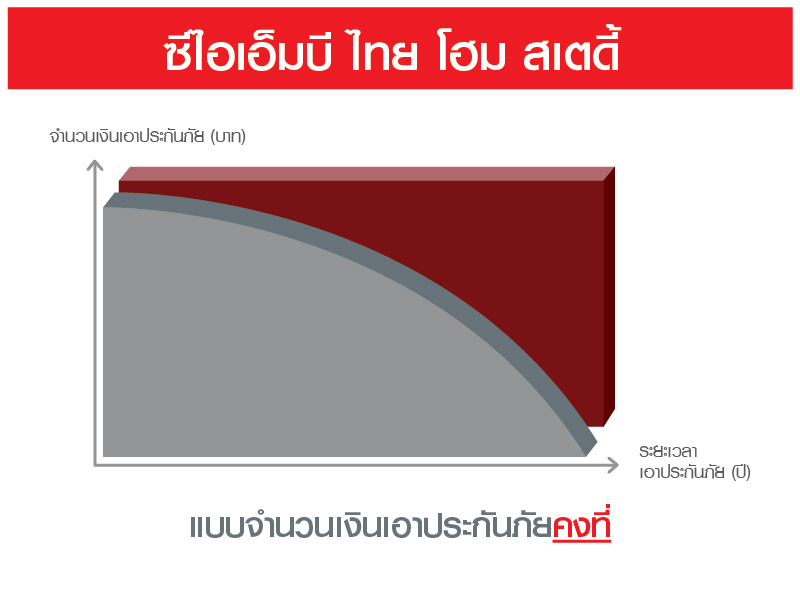 ซีไอเอ็มบี ไทย โฮม สเตดี้
จำนวนเงินเอาประกันภัย (บาท)
ระยะเวลา
เอาประกันภัย (ปี)
แบบจำนวนเงินเอาประกันภัยคงที่